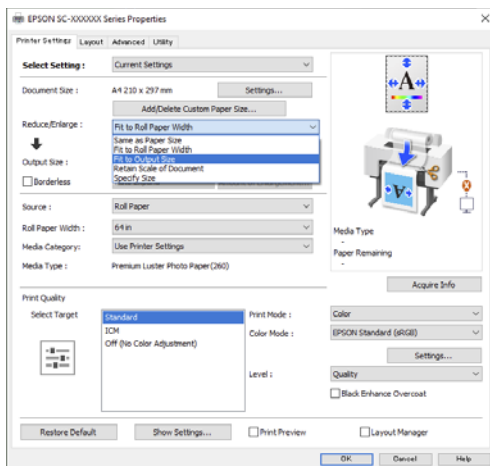 EPSON SC-XXXXXX Series Properties
Printer Settings Layout Advanced Utility
Select Setting : Current Settings
Document Size : A4 210 x 297 mm Settings...
Add/Delete Custom Paper Size...
Reduce/Enlarge : Fit to Roll Paper Width
Same as Paper Size
Fit to Roll Paper Width
Fit to Output Size
Retain Scale of Document
Specify Size
Output Size :
Borderless
Source : Roll Paper
Roll Paper Width : 64 in
Media Category: Use Printer Settings
Media Type : Premium Luster Photo Paper(260)
A
A
Media Type
-
Paper Remaining
-
Acquire Info
Print Quality
Select Target
Standard
ICM
Off (No Color Adjustment)
Print Mode : Color
Color Mode : EPSON Standard (sRGB)
Settings...
Level : Quality
Black Enhance Overcoat
Restore Default Show Settings... Print Preview Layout Manager
OK Cancel Help